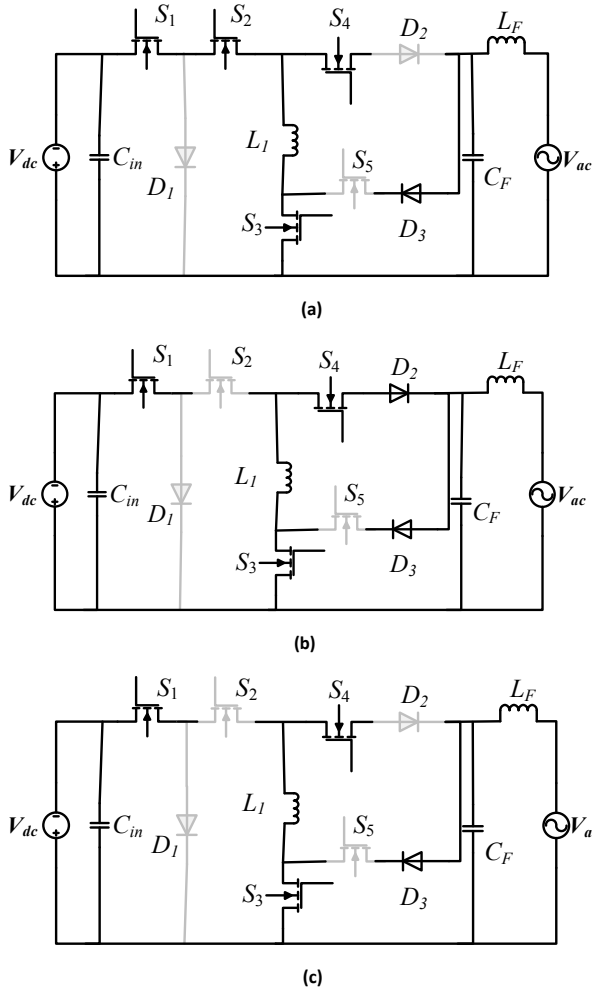 S1 S2 S4 D2 LF
L1
Vdc Cin D1 S5 CF Vac
S3 D3
(a)
S1 S2 S4 D2 LF
L1
Vdc Cin D1 S5 CF Vac
S3 D3
(b)
S1 S2 S4 D2 LF
L1
Vdc Cin D1 S5 CF Va
S3 D3
(c)